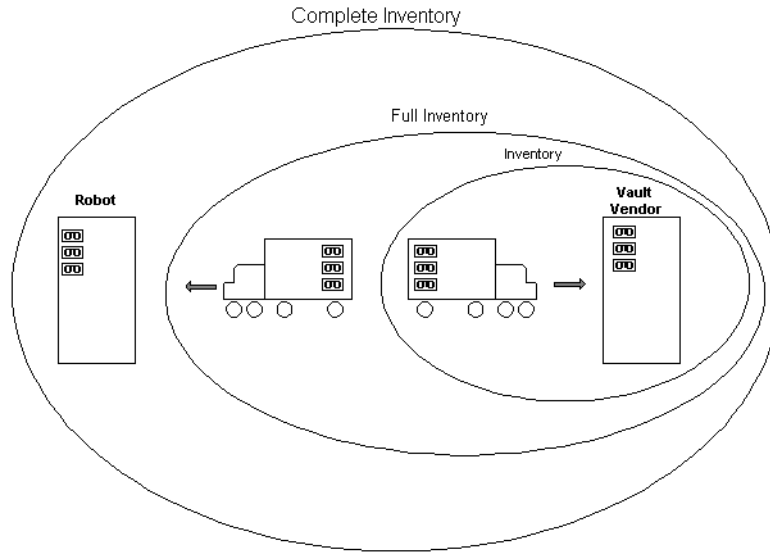 Complete Inventory
Full Inventory
Inventory
Robot
Vault
Vendor